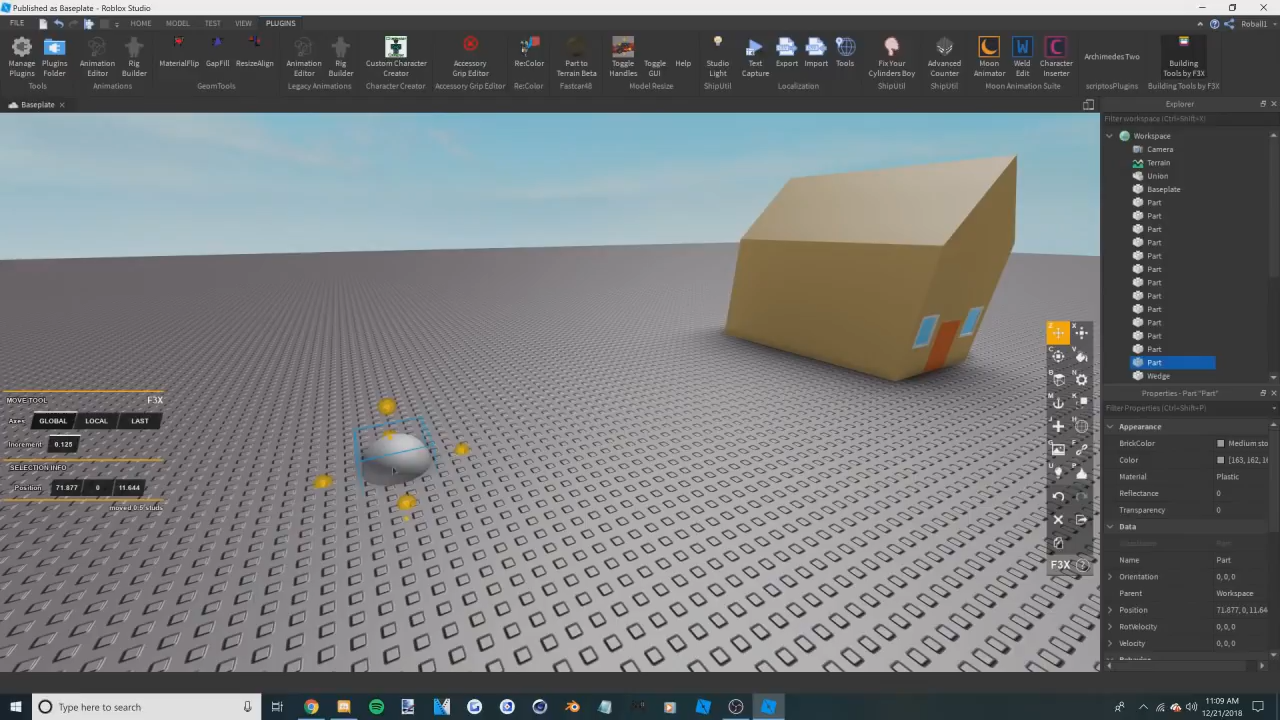 Published as Baseplate - Roblox Studio
FILE HOME MODEL TEST VIEW PLUGINS Roball1
Manage Plugins
Plugins Folder
Tools
Animation Editor
Rig Builder
Animations
MaterialFlip
GapFill
ResizeAlign
GeomTools
Animation Editor
Rig Builder
Legacy Animations
Custom Character Creator
Character Creator
Accessory Grip Editor
Accessory Grip Editor
Re:Color
Re:Color
Part to Terrain Beta
Fastcar48
Toggle Handles
Toggle GUI
Help
Model Resize
Studio Light
ShipUtil
Text Capture
Export
Import
Tools
Localization
Fix Your Cylinders Boy
ShipUtil
Advanced Counter
ShipUtil
Moon Animator
Weld Edit
Character Inserter
Moon Animation Suite
Archimedes Two
scriptosPlugins
Building Tools by F3X
Building Tools by F3X
Baseplate
Explorer
Filter workspace (Ctrl+Shift+X)
Workspace
Camera
Terrain
Union
Baseplate
Part
Part
Part
Part
Part
Part
Part
Part
Part
Part
Part
Part
Part
Wedge
MOVE TOOL F3X
Axes: GLOBAL LOCAL LAST
Increment 0.125
SELECTION INFO
Position 71.877 0 11.644
moved 0.5 studs
Z X
C V
B N
M K
J H
G F
U P
F3X ?
Properties - Part "Part"
Filter Properties (Ctrl+Shift+P)
Appearance
BrickColor Medium sto
Color [163, 162, 1
Material Plastic
Reflectance 0
Transparency 0
Data
Name Part
Orientation 0, 0, 0
Parent Workspace
Position 71.877, 0, 11.64
RotVelocity 0, 0, 0
Velocity 0, 0, 0
Behavior
Type here to search
11:09 AM
12/21/2018